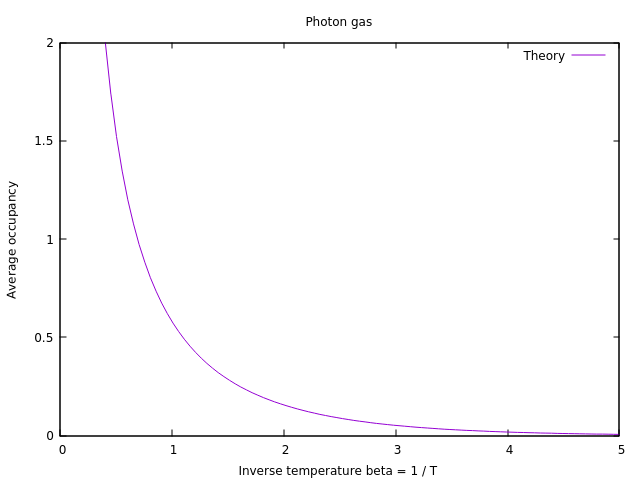 Photon gas
Theory
2
1.5
1
0.5
0
Average occupancy
0 1 2 3 4 5
Inverse temperature beta = 1 / T